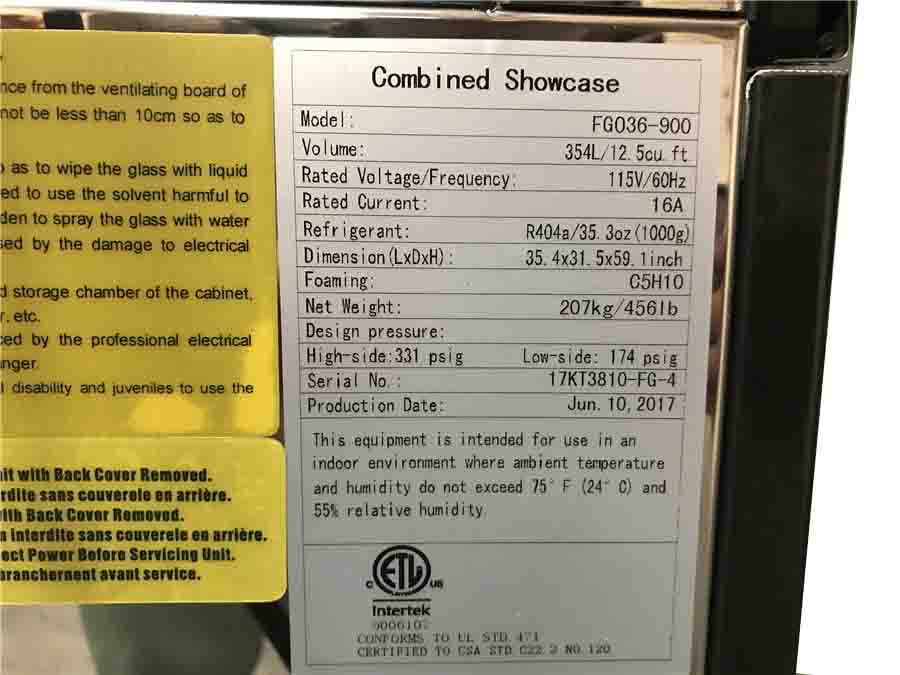 nce from the ventilating board of
not be less than 10cm so as to
as to wipe the glass with liquid
ed to use the solvent harmful to
den to spray the glass with water
sed by the damage to electrical
d storage chamber of the cabinet,
r, etc.
ced by the professional electrical
nger.
l disability and juveniles to use the
nit with Back Cover Removed.
rdite sans couverele en arrière.
ith Back Cover Removed.
n interdite sans couverele en arrière.
ect Power Before Servicing Unit.
branchernent avant service.
Combined Showcase
Model: FG036-900
Volume: 354L/12.5cu.ft
Rated Voltage/Frequency: 115V/60Hz
Rated Current: 16A
Refrigerant: R404a/35.3oz(1000g)
Dimension(LxDxH): 35.4x31.5x59.1inch
Foaming: C5H10
Net Weight: 207kg/456lb
Design pressure:
High-side:331 psig Low-side: 174 psig
Serial No.: 17KT3810-FG-4
Production Date: Jun. 10, 2017
This equipment is intended for use in an
indoor environment where ambient temperature
and humidity do not exceed 75° F (24° C) and
55% relative humidity.
C ETL US
Intertek
CONFORMS TO UL STD. 471
CERTIFIED TO CSA STD. C22.2 NO.120